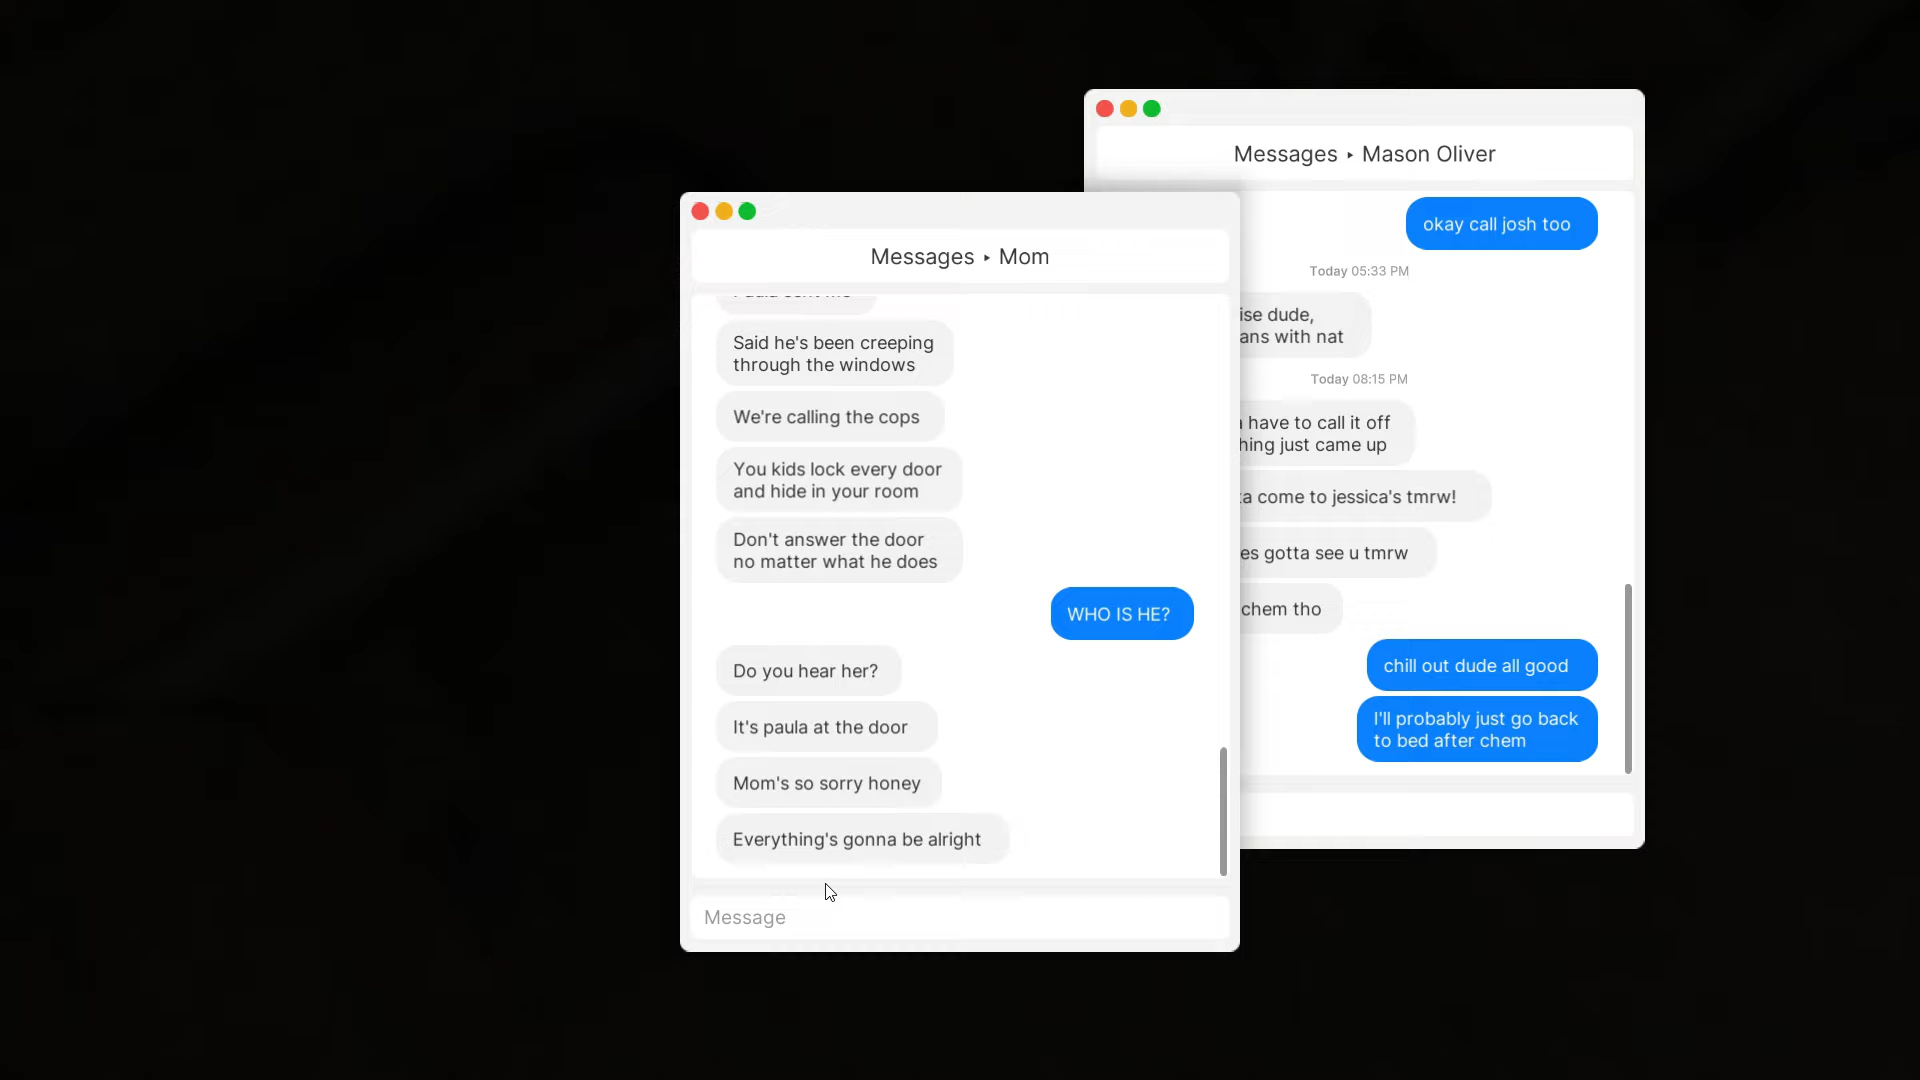 Messages ▸ Mason Oliver
okay call josh too
Today 05:33 PM
dude,
with nat
Today 08:15 PM
have to call it off
just came up
come to jessica's tmrw!
gotta see u tmrw
chem tho
chill out dude all good
I'll probably just go back
to bed after chem
Messages ▸ Mom
Said he's been creeping
through the windows
We're calling the cops
You kids lock every door
and hide in your room
Don't answer the door
no matter what he does
WHO IS HE?
Do you hear her?
It's paula at the door
Mom's so sorry honey
Everything's gonna be alright
Message